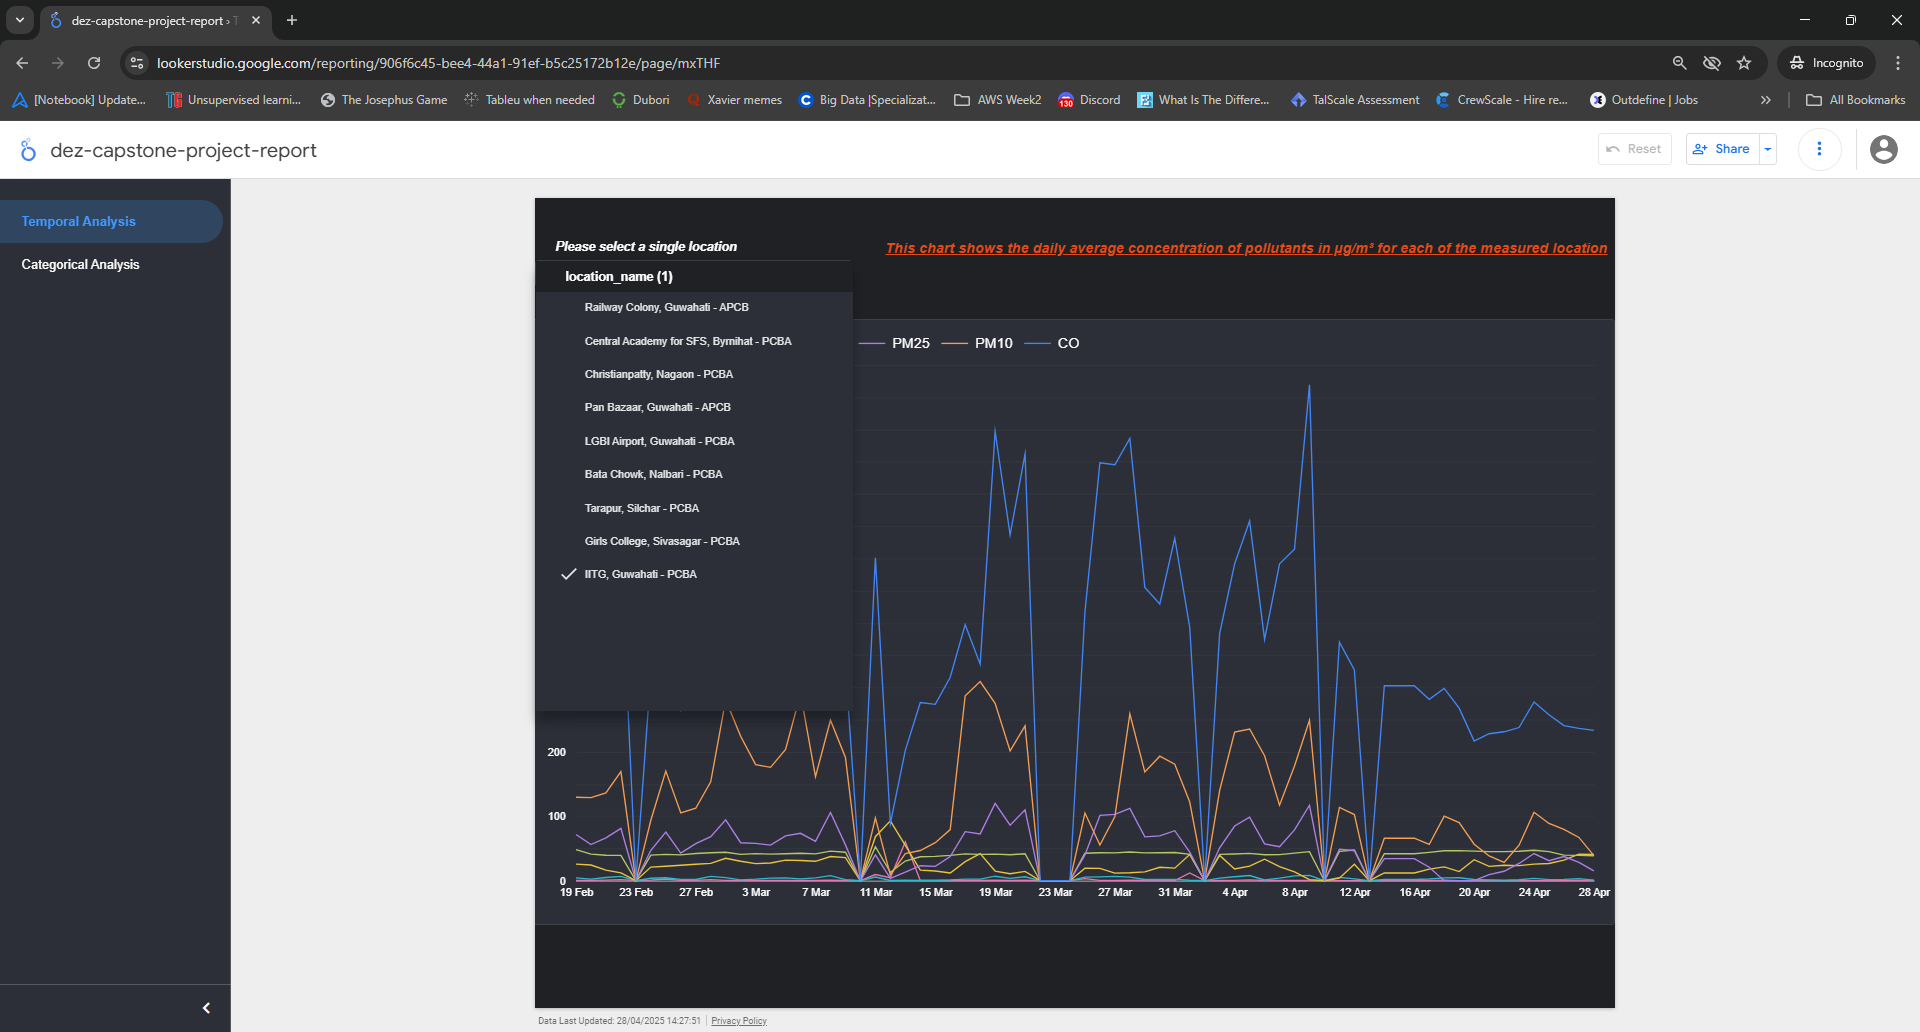 dez-capstone-project-report › T
lookerstudio.google.com/reporting/906f6c45-bee4-44a1-91ef-b5c25172b12e/page/mxTHF
Incognito
[Notebook] Update...
Unsupervised learni...
The Josephus Game
Tableu when needed
Dubori
Xavier memes
Big Data |Specializat...
AWS Week2
130
Discord
What Is The Differe...
TalScale Assessment
CrewScale - Hire re...
Outdefine | Jobs
All Bookmarks
dez-capstone-project-report
Reset
Share
Temporal Analysis
Categorical Analysis
Please select a single location
This chart shows the daily average concentration of pollutants in µg/m³ for each of the measured location
location_name (1)
Railway Colony, Guwahati - APCB
Central Academy for SFS, Byrnihat - PCBA
Christianpatty, Nagaon - PCBA
Pan Bazaar, Guwahati - APCB
LGBI Airport, Guwahati - PCBA
Bata Chowk, Nalbari - PCBA
Tarapur, Silchar - PCBA
Girls College, Sivasagar - PCBA
IITG, Guwahati - PCBA
PM25 PM10 CO
200
100
0
19 Feb 23 Feb 27 Feb 3 Mar 7 Mar 11 Mar 15 Mar 19 Mar 23 Mar 27 Mar 31 Mar 4 Apr 8 Apr 12 Apr 16 Apr 20 Apr 24 Apr 28 Apr
Data Last Updated: 28/04/2025 14:27:51 Privacy Policy